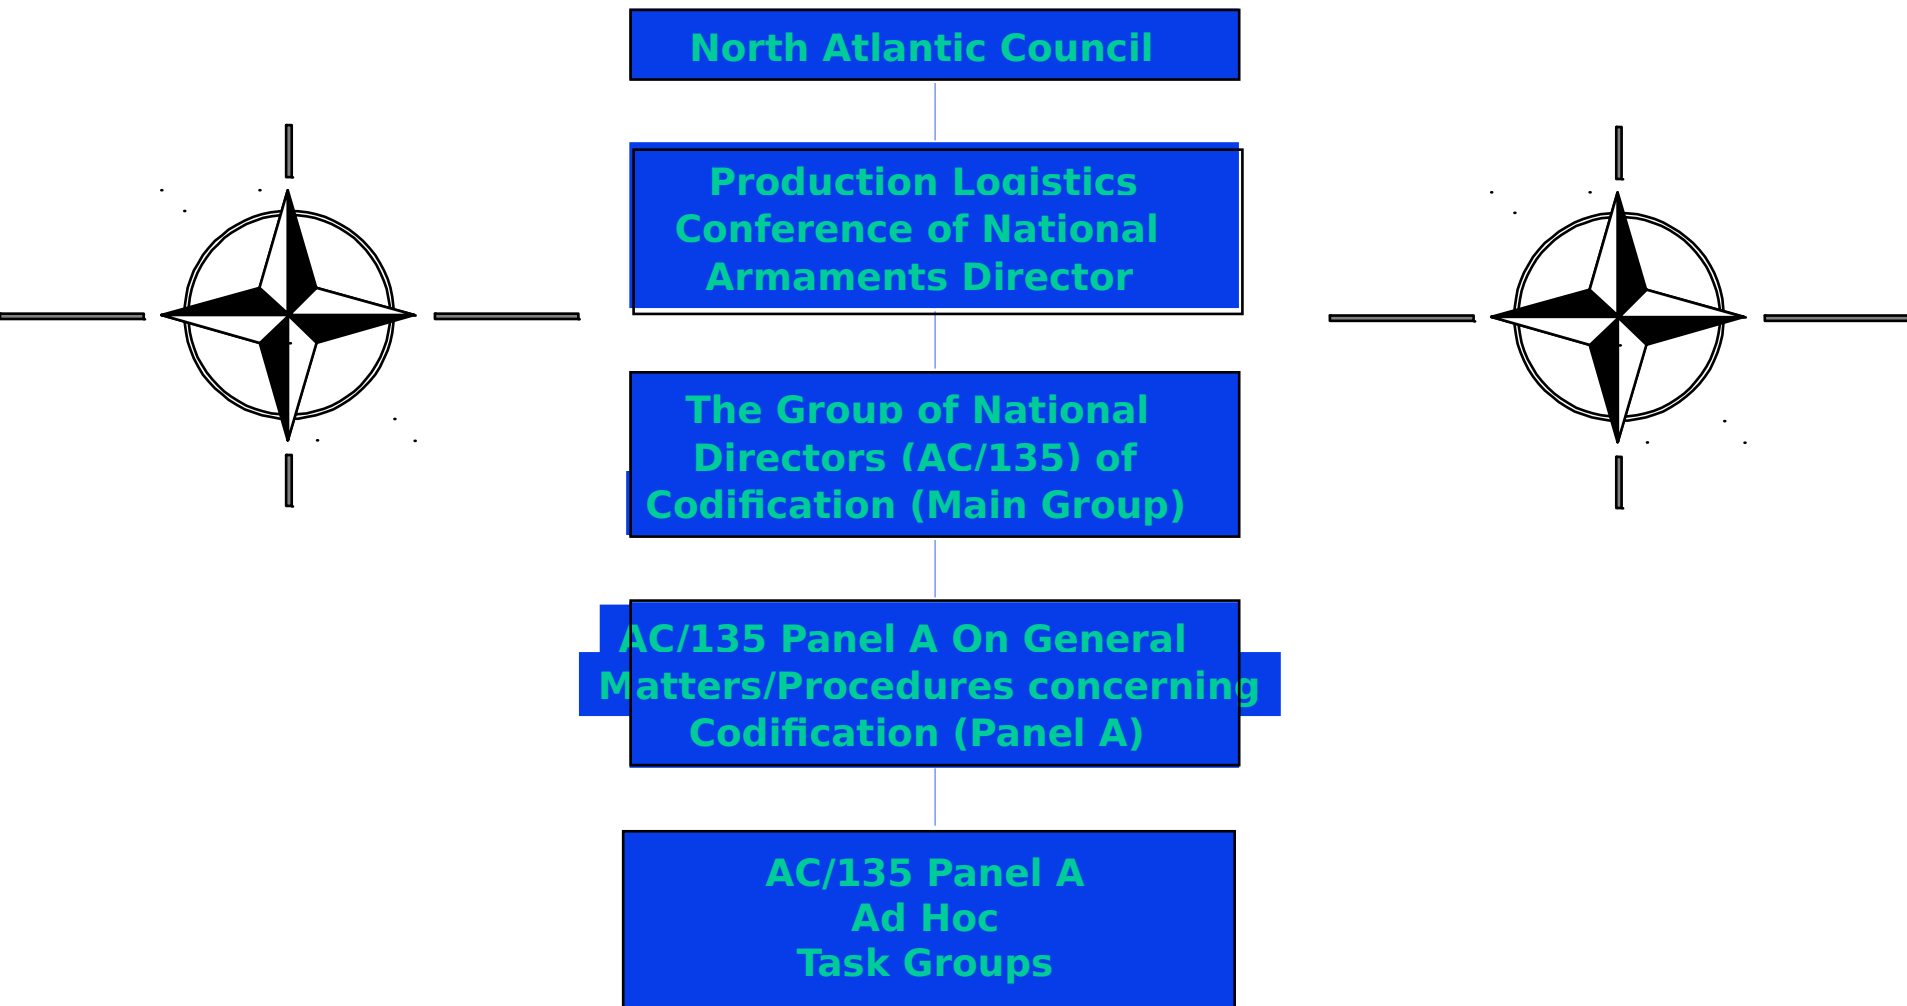 North Atlantic Council
Production Logistics
Conference of National
Armaments Director
The Group of National
Directors (AC/135) of
Codification (Main Group)
AC/135 Panel A On General
Matters/Procedures concerning
Codification (Panel A)
AC/135 Panel A
Ad Hoc
Task Groups